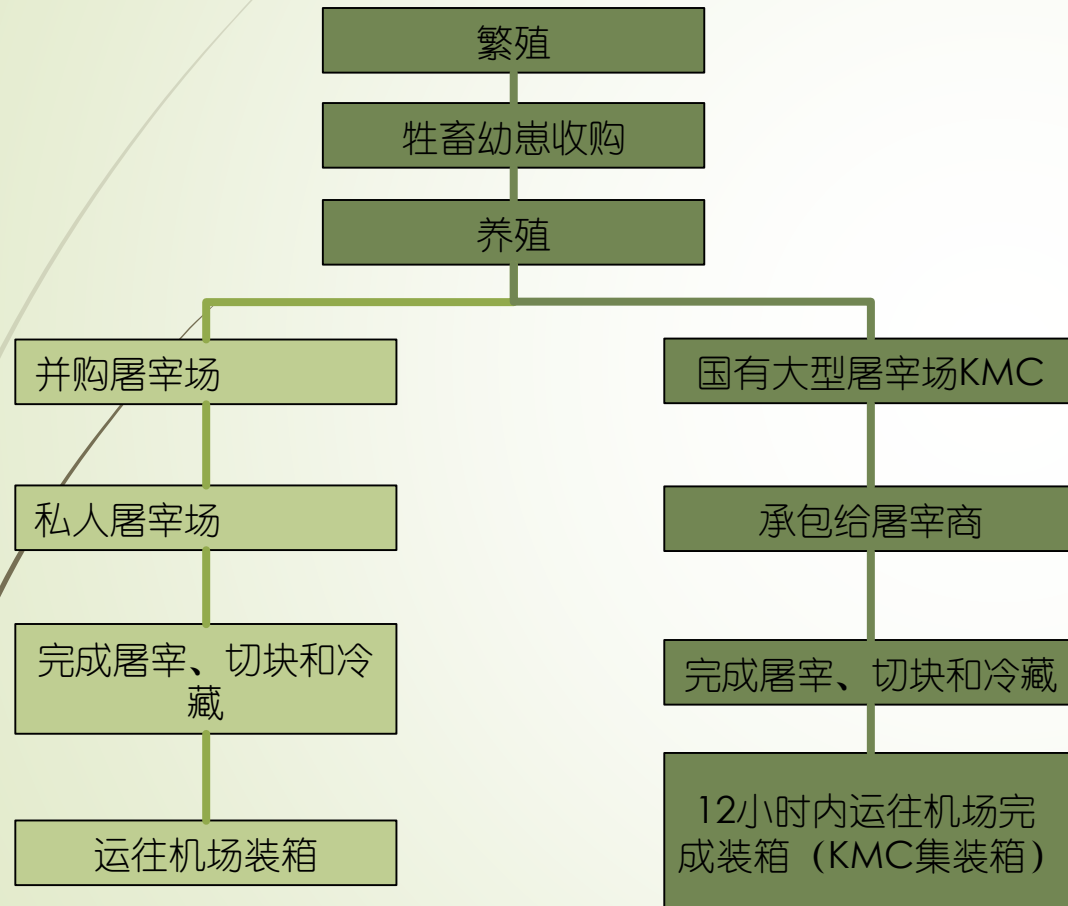 繁殖
牲畜幼崽收购
养殖
并购屠宰场
私人屠宰场
完成屠宰、切块和冷
藏
运往机场装箱
国有大型屠宰场KMC
承包给屠宰商
完成屠宰、切块和冷藏
12小时内运往机场完
成装箱（KMC集装箱）